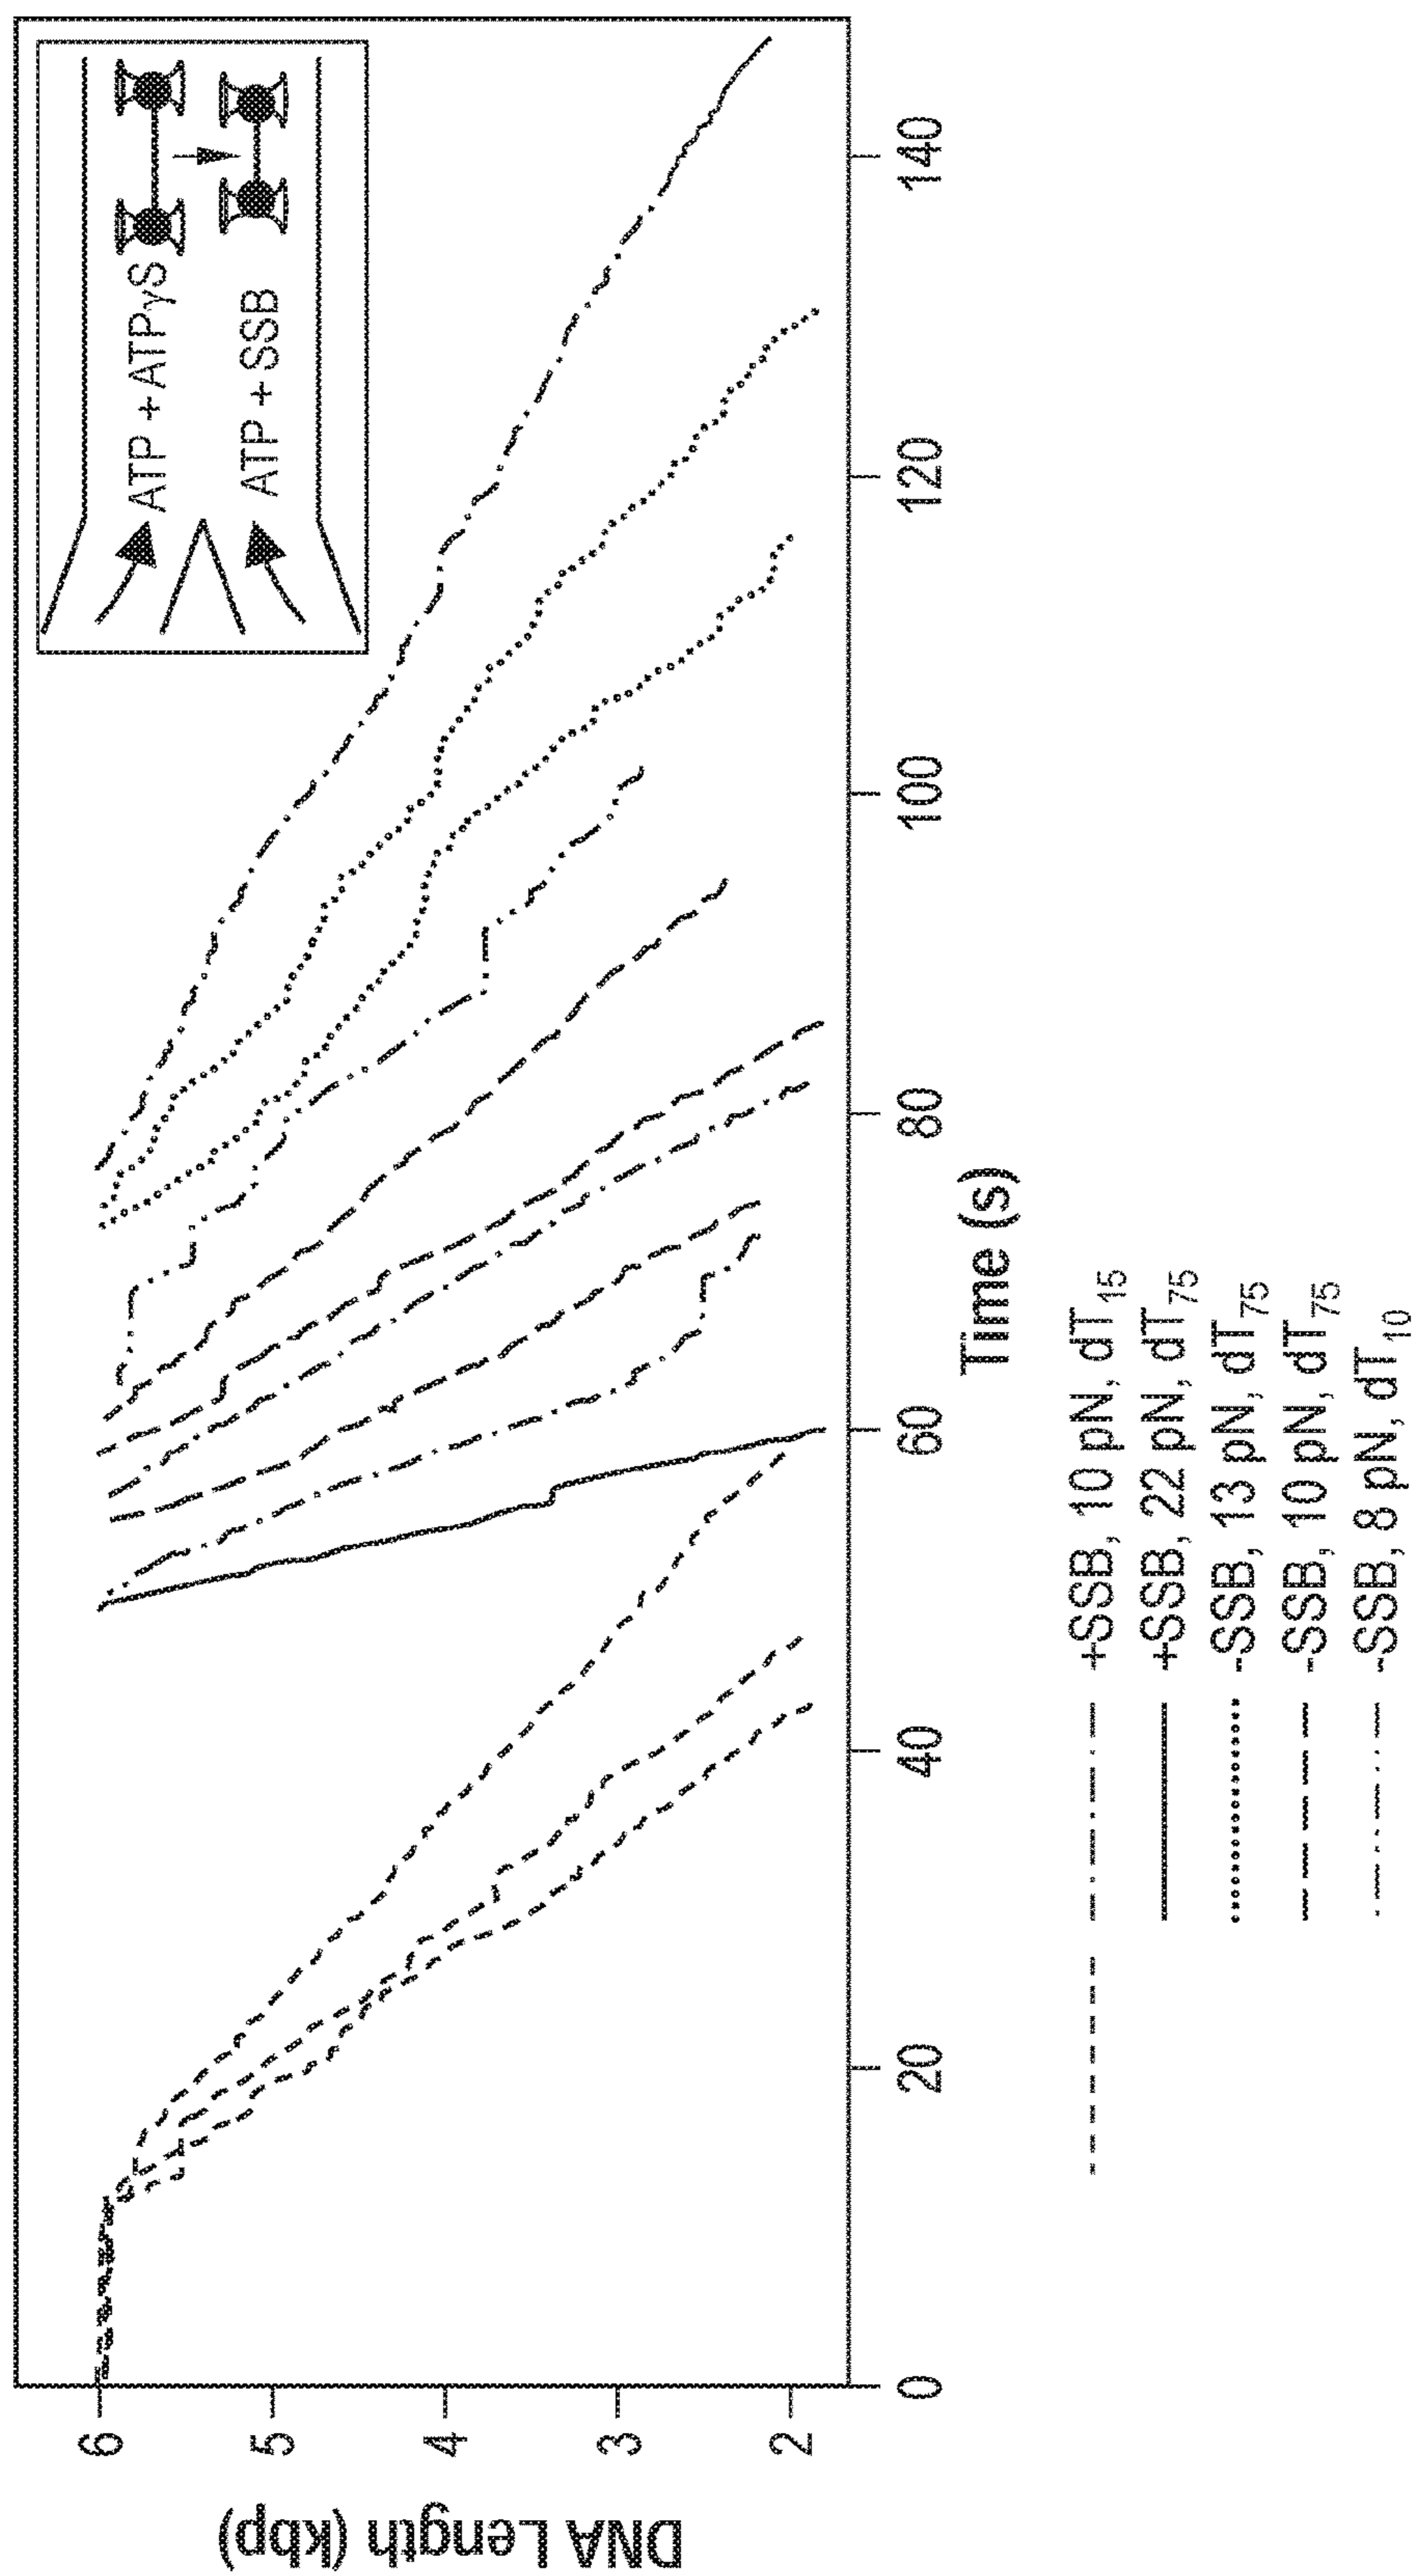 ATP + ATPγS
ATP + SSB
6
5
4
3
2
DNA Length (kbp)
0
20
40
60
80
100
120
140
Time (s)
+SSB, 10 pN, dT15
+SSB, 22 pN, dT75
-SSB, 13 pN, dT75
-SSB, 10 pN, dT75
-SSB, 8 pN, dT10